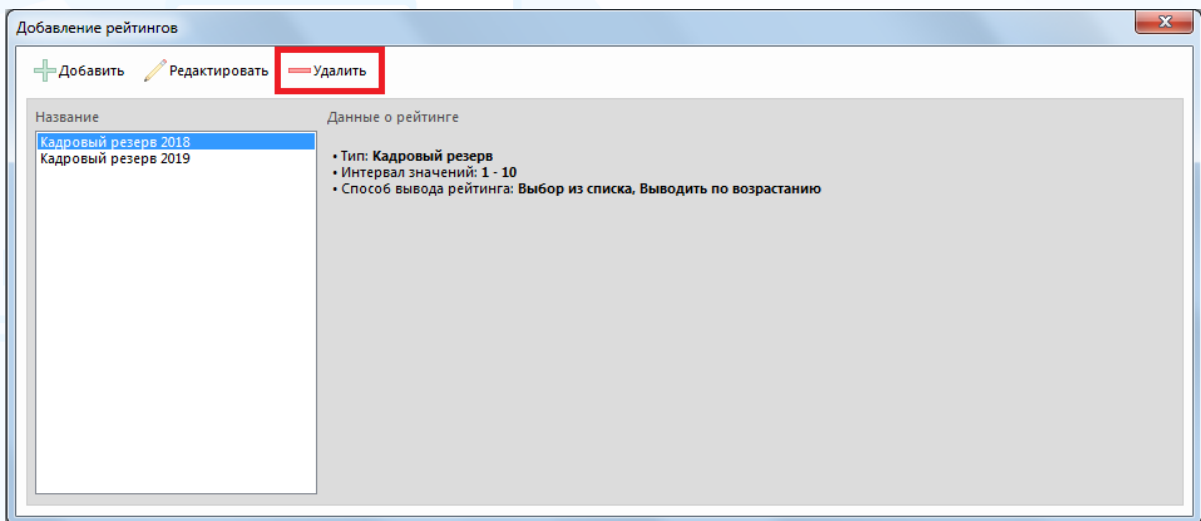 Добавление рейтингов
Добавить Редактировать Удалить
Название Данные о рейтинге
Кадровый резерв 2018
Кадровый резерв 2019
• Тип: Кадровый резерв
• Интервал значений: 1 - 10
• Способ вывода рейтинга: Выбор из списка, Выводить по возрастанию